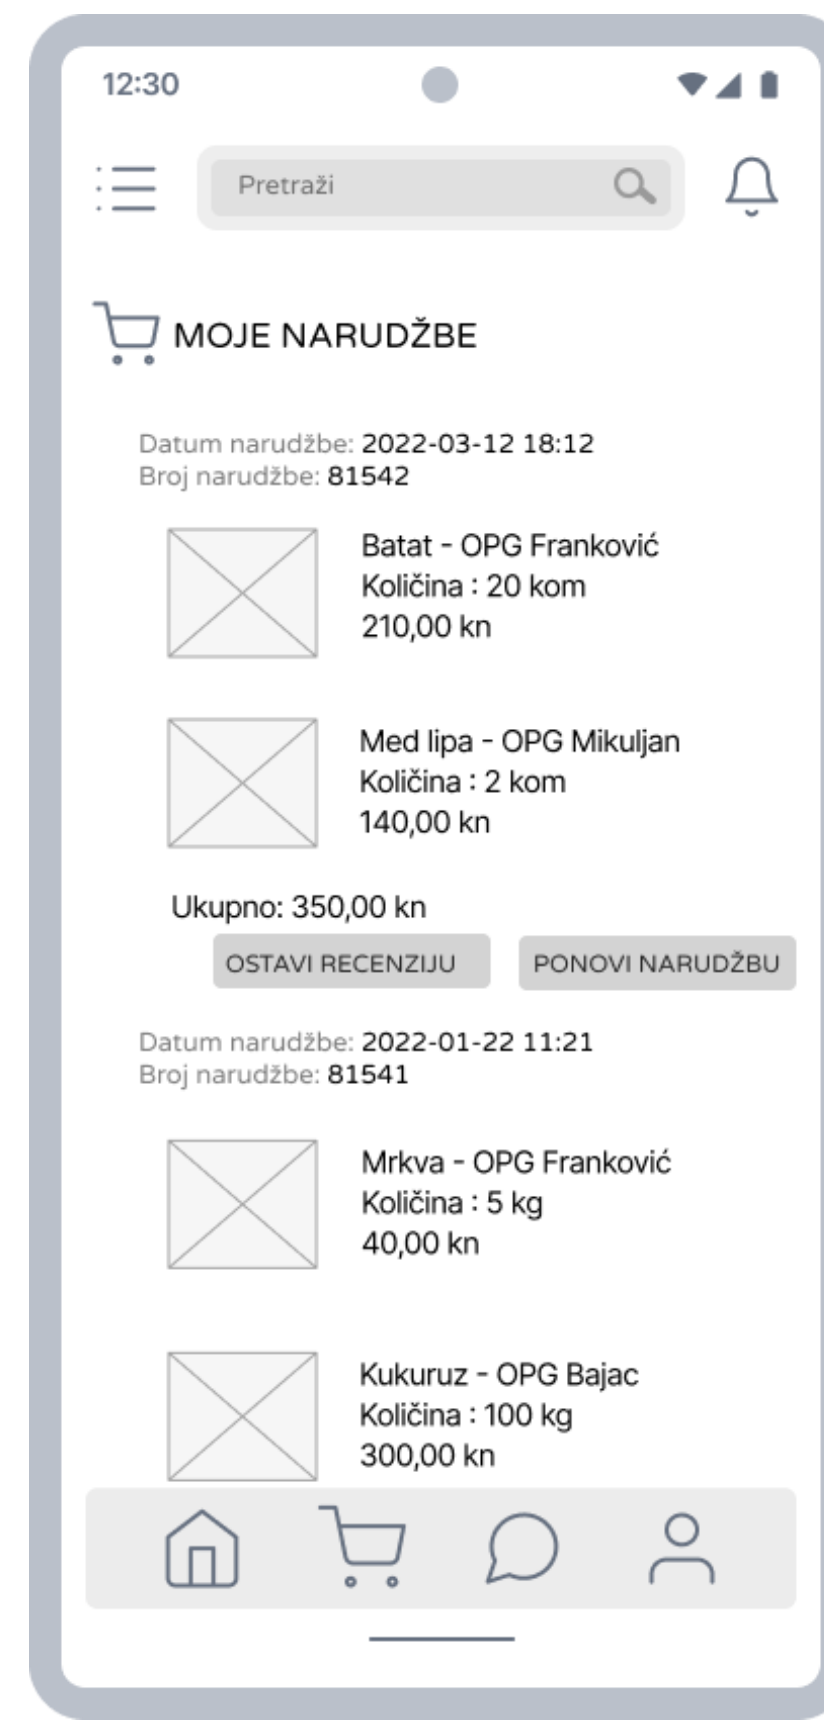 12:30
Pretraži
MOJE NARUDŽBE
Datum narudžbe: 2022-03-12 18:12
Broj narudžbe: 81542
Batat - OPG Franković
Količina : 20 kom
210,00 kn
Med lipa - OPG Mikuljan
Količina : 2 kom
140,00 kn
Ukupno: 350,00 kn
OSTAVI RECENZIJU
PONOVI NARUDŽBU
Datum narudžbe: 2022-01-22 11:21
Broj narudžbe: 81541
Mrkva - OPG Franković
Količina : 5 kg
40,00 kn
Kukuruz - OPG Bajac
Količina : 100 kg
300,00 kn